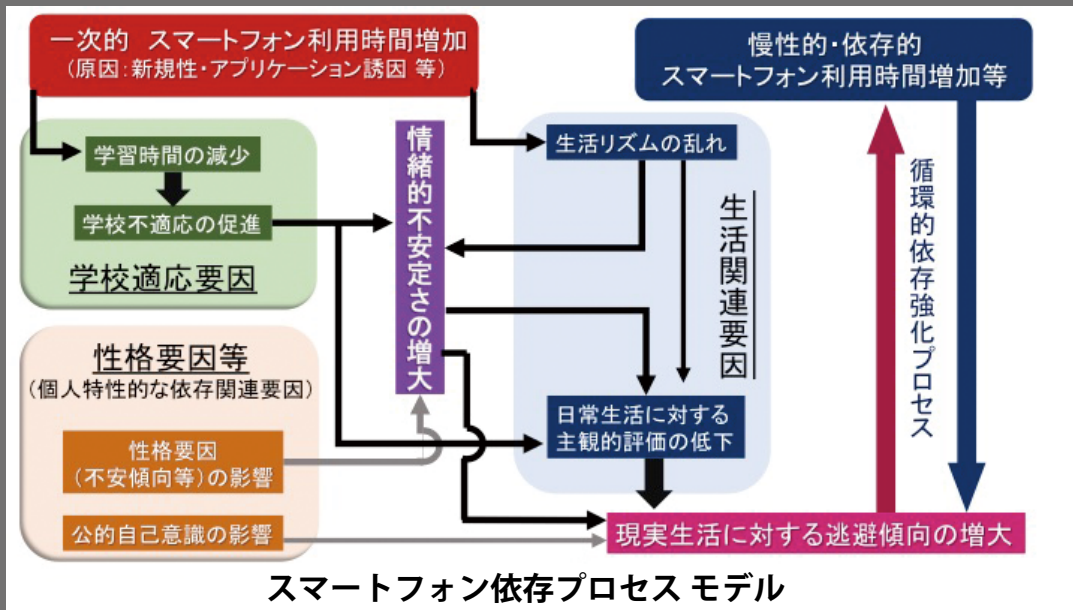 一次的 スマートフォン利用時間増加
(原因:新規性・アプリケーション誘因 等)
慢性的・依存的
スマートフォン利用時間増加等
学習時間の減少
学校不適応の促進
学校適応要因
情緒的不安定さの増大
生活リズムの乱れ
生活関連要因
日常生活に対する
主観的評価の低下
循環的依存強化プロセス
性格要因等
(個人特性的な依存関連要因)
性格要因
(不安傾向等)の影響
公的自己意識の影響
現実生活に対する逃避傾向の増大
スマートフォン依存プロセス モデル